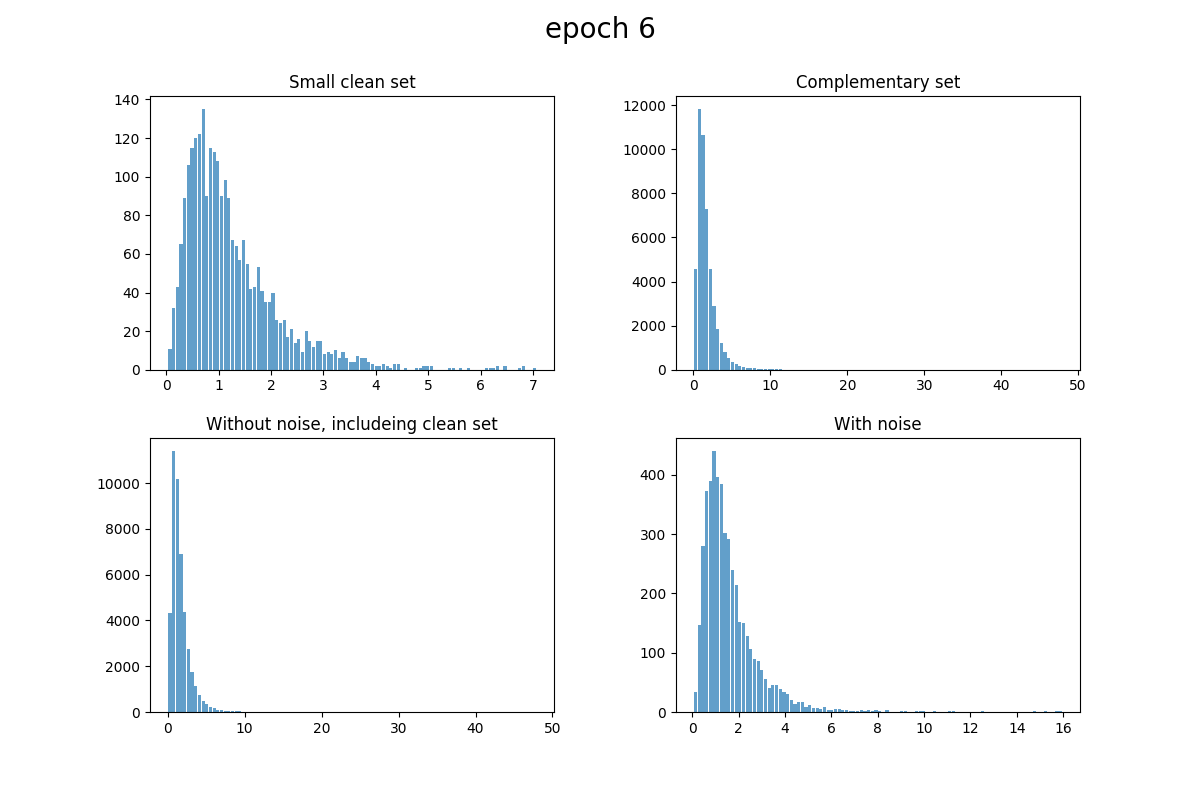 epoch 6
Small clean set
140
120
100
80
60
40
20
0
0 1 2 3 4 5 6 7
Complementary set
12000
10000
8000
6000
4000
2000
0
0 10 20 30 40 50
Without noise, includeing clean set
10000
8000
6000
4000
2000
0
0 10 20 30 40 50
With noise
400
300
200
100
0
0 2 4 6 8 10 12 14 16